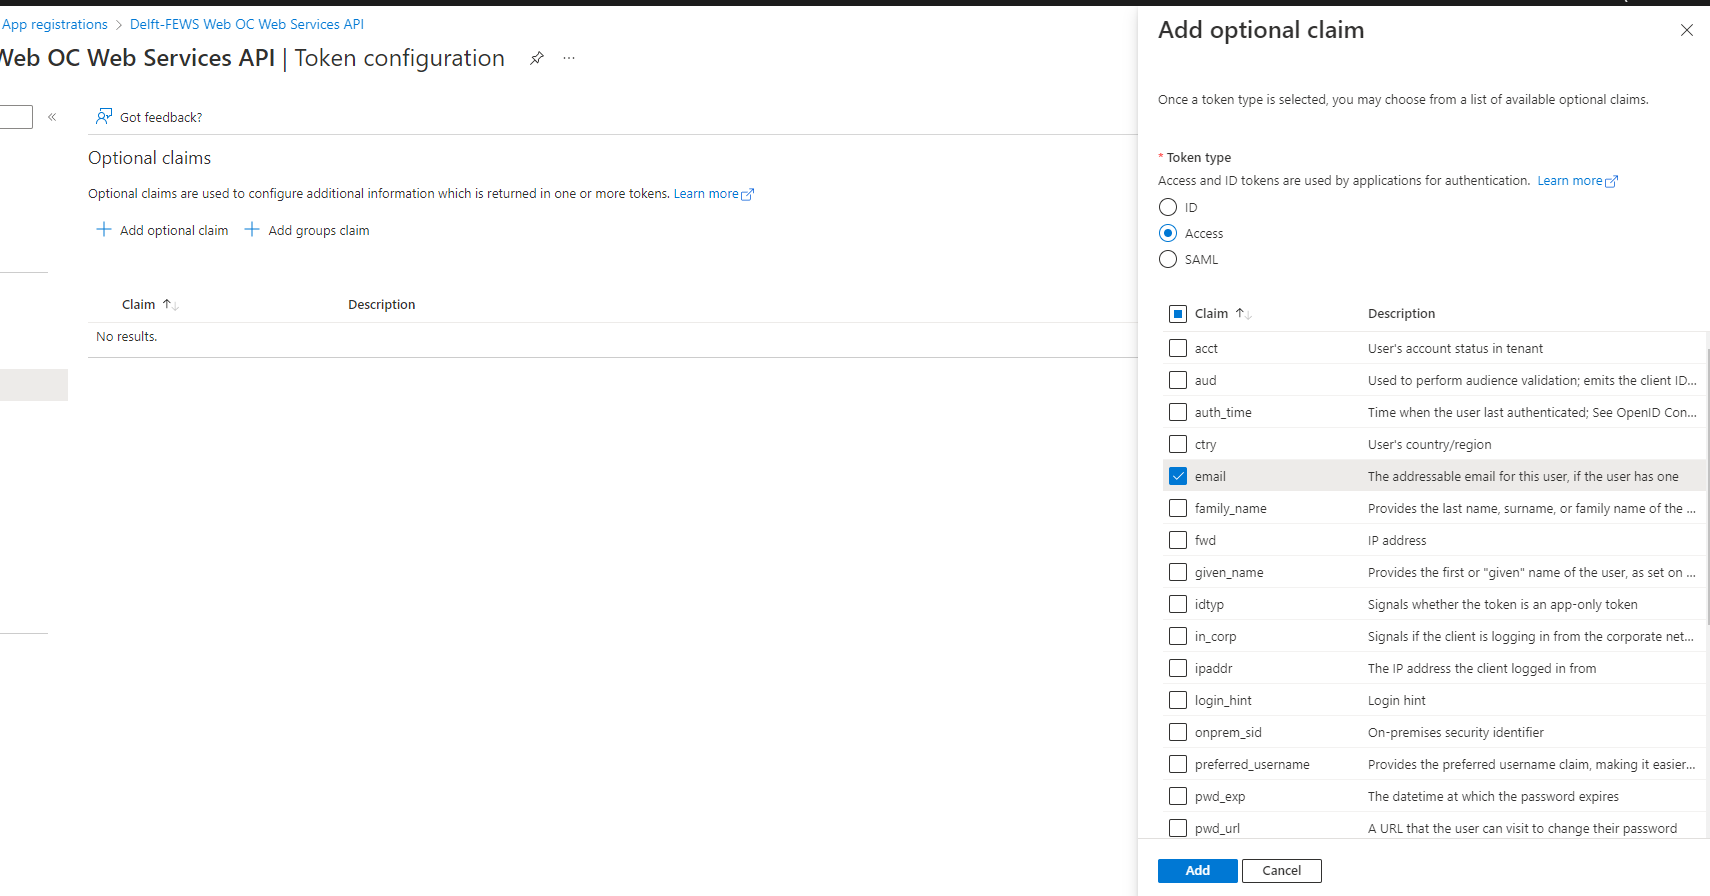 App registrations > Delft-FEWS Web OC Web Services API
Web OC Web Services API | Token configuration
Got feedback?
Optional claims
Optional claims are used to configure additional information which is returned in one or more tokens. Learn more
Add optional claim
Add groups claim
Claim
Description
No results.
Add optional claim
Once a token type is selected, you may choose from a list of available optional claims.
* Token type
Access and ID tokens are used by applications for authentication. Learn more
ID
Access
SAML
Claim
Description
acct
User's account status in tenant
aud
Used to perform audience validation; emits the client ID...
auth_time
Time when the user last authenticated; See OpenID Con...
ctry
User's country/region
email
The addressable email for this user, if the user has one
family_name
Provides the last name, surname, or family name of the ...
fwd
IP address
given_name
Provides the first or "given" name of the user, as set on ...
idtyp
Signals whether the token is an app-only token
in_corp
Signals if the client is logging in from the corporate net...
ipaddr
The IP address the client logged in from
login_hint
Login hint
onprem_sid
On-premises security identifier
preferred_username
Provides the preferred username claim, making it easier...
pwd_exp
The datetime at which the password expires
pwd_url
A URL that the user can visit to change their password
Add
Cancel